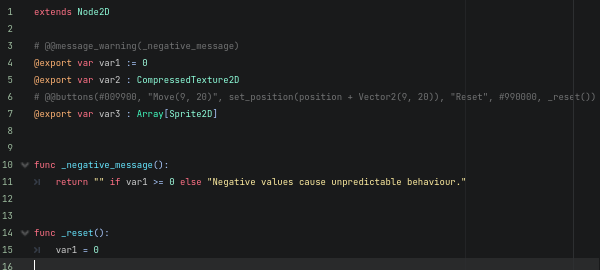 1 extends Node2D
2
3 # @@message_warning(_negative_message)
4 @export var var1 := 0
5 @export var var2 : CompressedTexture2D
6 # @@buttons(#009900, "Move(9, 20)", set_position(position + Vector2(9, 20)), "Reset", #990000, _reset())
7 @export var var3 : Array[Sprite2D]
8
9
10 func _negative_message():
11 return "" if var1 >= 0 else "Negative values cause unpredictable behaviour."
12
13
14 func _reset():
15 var1 = 0
16